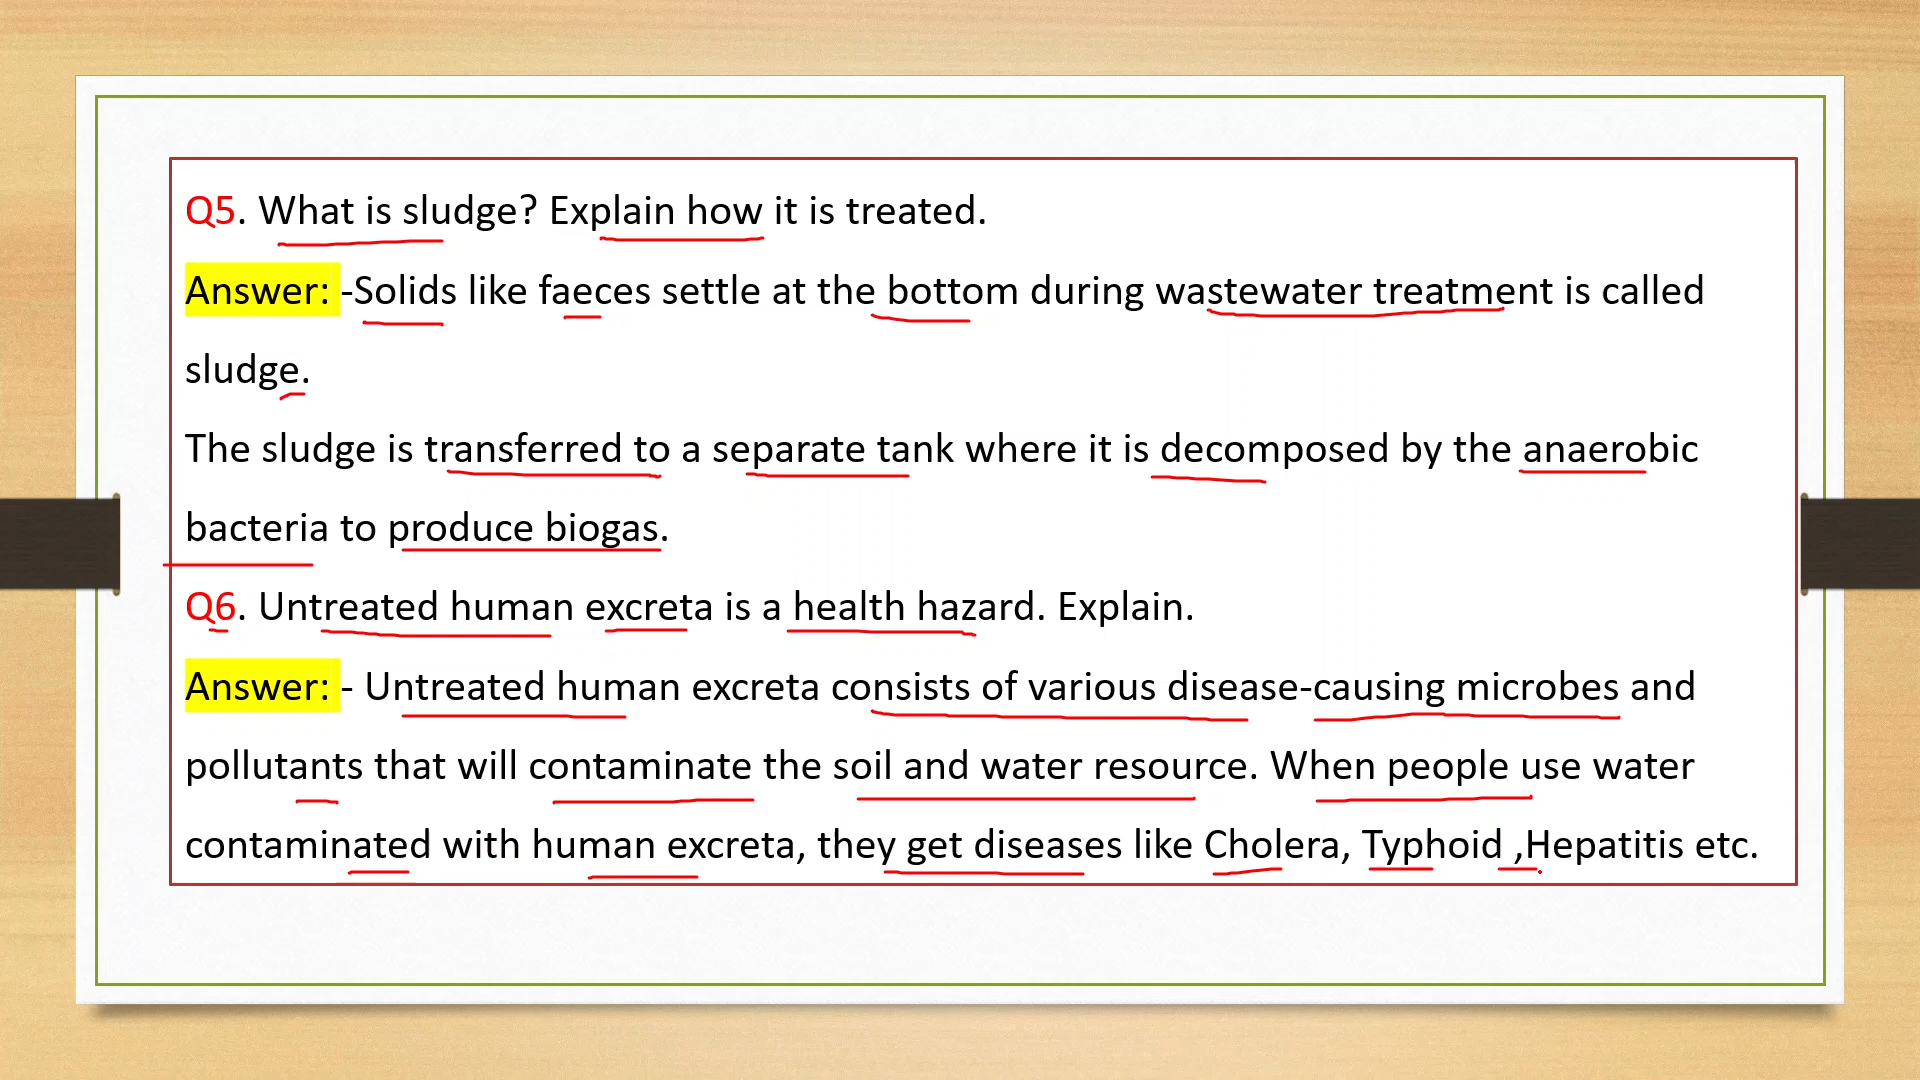 Q5. What is sludge? Explain how it is treated.
Answer: -Solids like faeces settle at the bottom during wastewater treatment is called
sludge.
The sludge is transferred to a separate tank where it is decomposed by the anaerobic
bacteria to produce biogas.
Q6. Untreated human excreta is a health hazard. Explain.
Answer: - Untreated human excreta consists of various disease-causing microbes and
pollutants that will contaminate the soil and water resource. When people use water
contaminated with human excreta, they get diseases like Cholera, Typhoid ,Hepatitis etc.